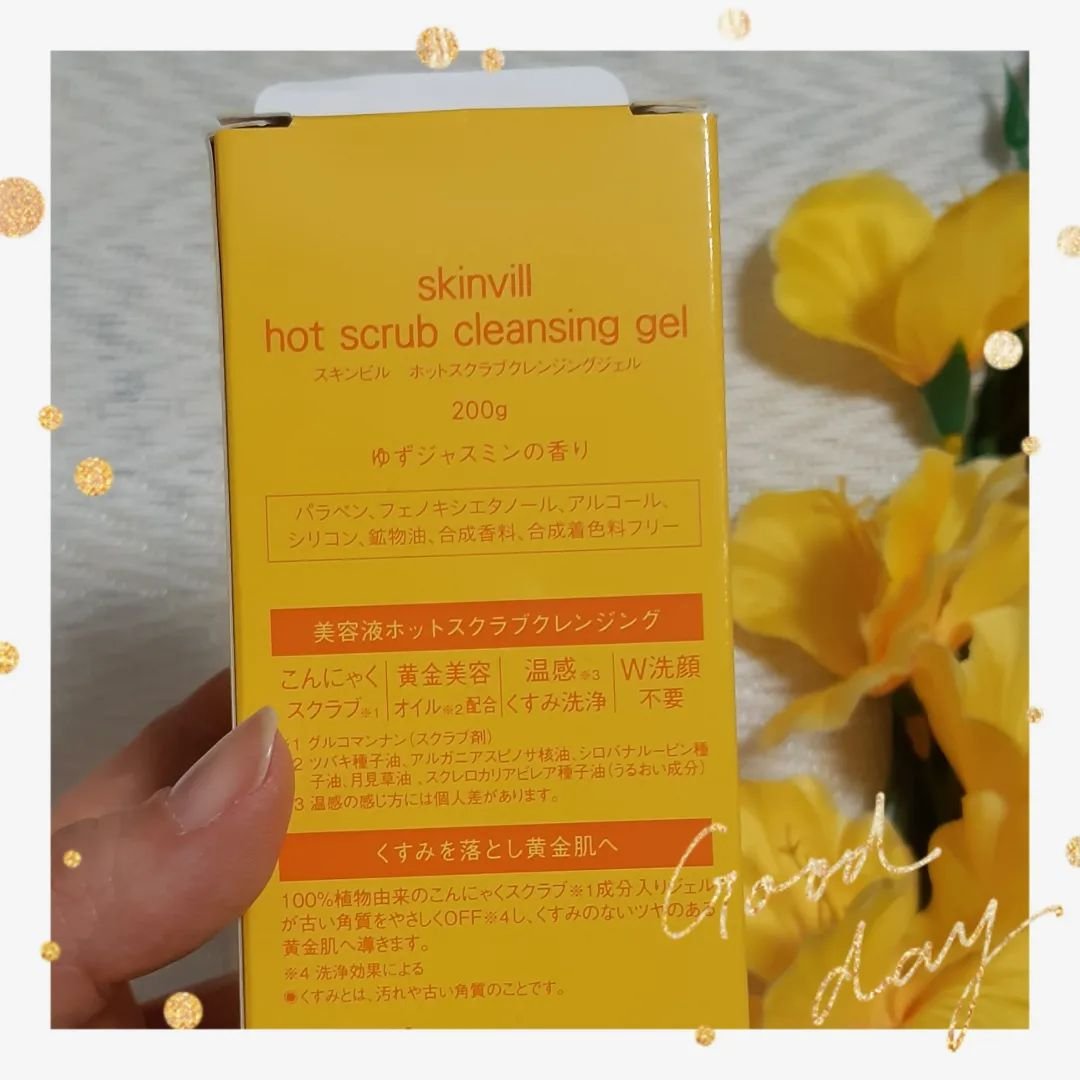 skinvill
hot scrub cleansing gel
スキンビル ホットスクラブクレンジングジェル
200g
ゆずジャスミンの香り
パラベン、フェノキシエタノール、アルコール、
シリコン、鉱物油、合成香料、合成着色料フリー
美容液ホットスクラブクレンジング
こんにゃく
スクラブ※1
黄金美容
オイル※2配合
温感※3
くすみ洗浄
W洗顔
不要
※1 グルコマンナン(スクラブ剤)
2 ツバキ種子油、アルガニアスピノサ核油、シロバナルーピン種
子油、月見草油、スクレロカリアビレア種子油(うるおい成分)
3 温感の感じ方には個人差があります。
くすみを落とし黄金肌へ
100%植物由来のこんにゃくスクラブ※1成分入りジェル
が古い角質をやさしくOFF※4し、くすみのないツヤのある
黄金肌へ導きます。
※4 洗浄効果による
◉くすみとは、汚れや古い角質のことです。
Good
day